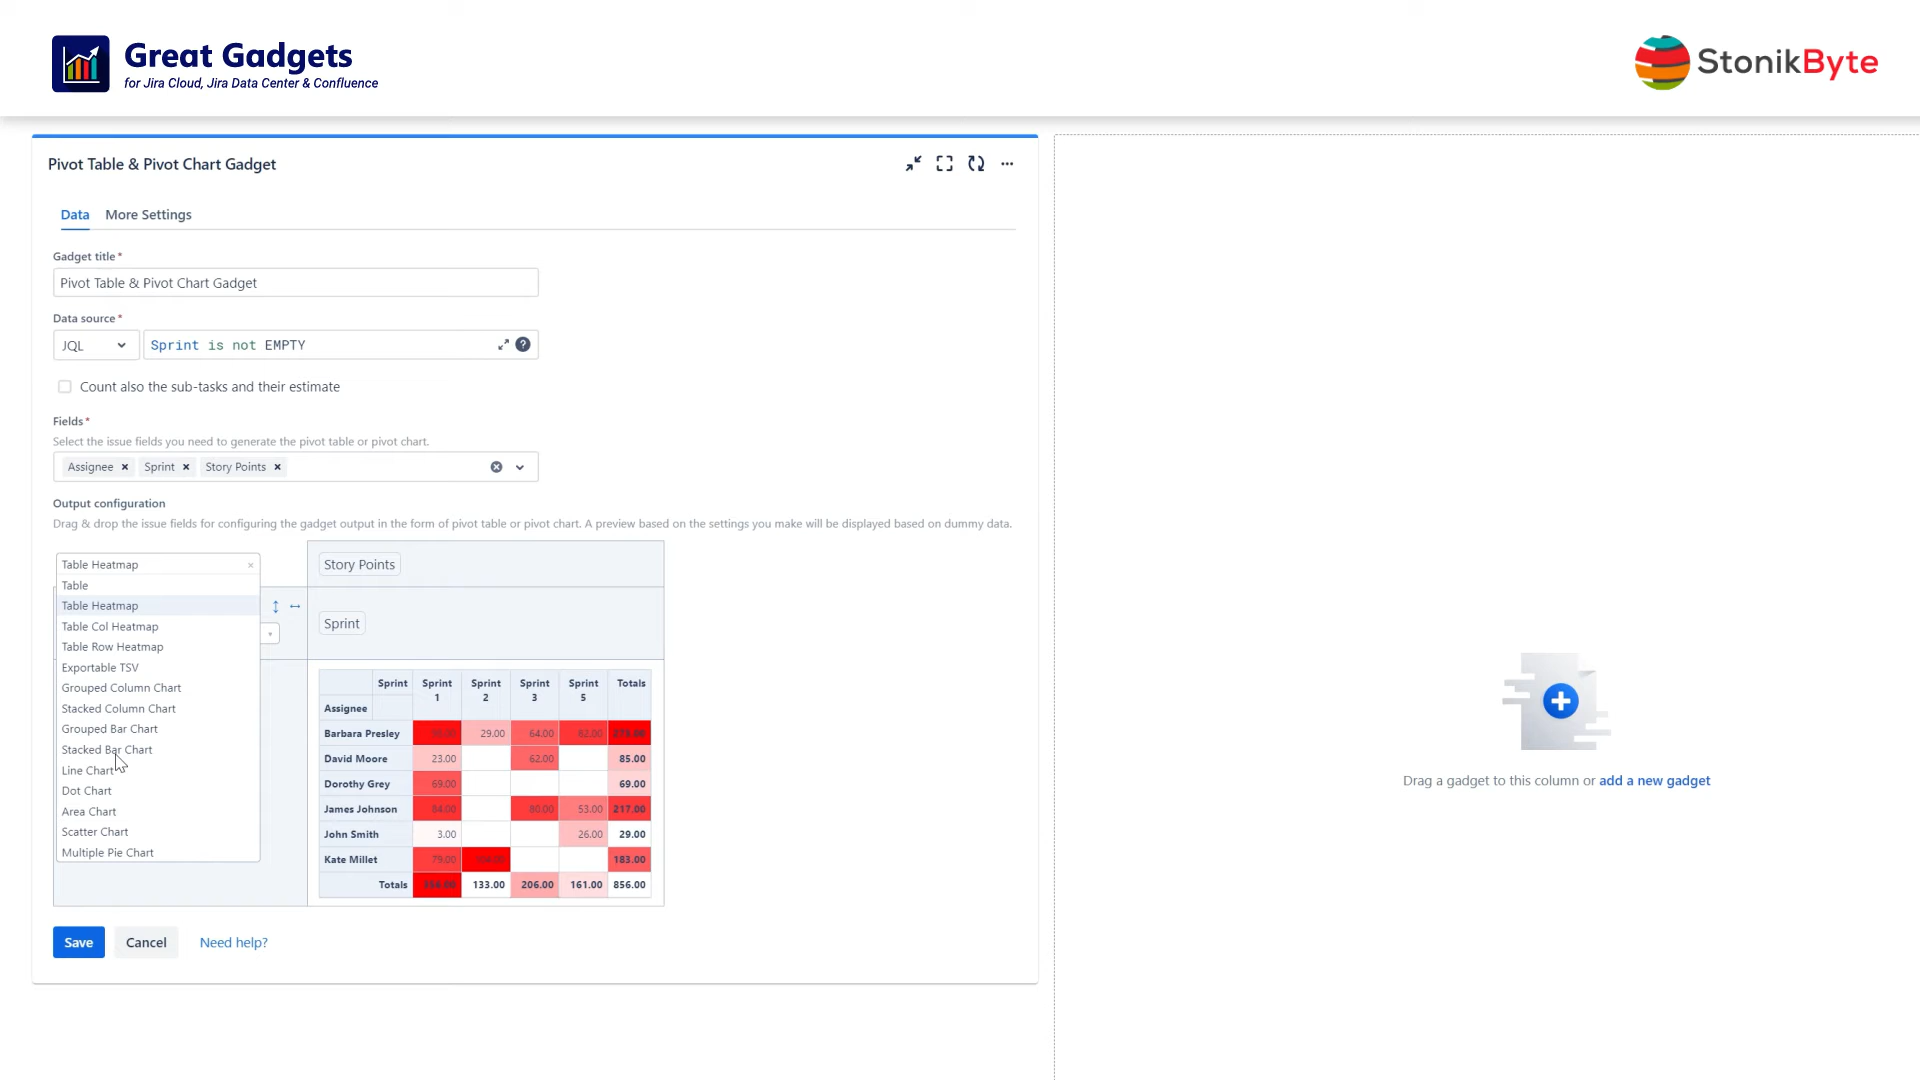 Great Gadgets
for Jira Cloud, Jira Data Center & Confluence
StonikByte
Pivot Table & Pivot Chart Gadget
Data More Settings
Gadget title*
Pivot Table & Pivot Chart Gadget
Data source*
JQL Sprint is not EMPTY
Count also the sub-tasks and their estimate
Fields*
Select the issue fields you need to generate the pivot table or pivot chart.
Assignee × Sprint × Story Points ×
Output configuration
Drag & drop the issue fields for configuring the gadget output in the form of pivot table or pivot chart. A preview based on the settings you make will be displayed based on dummy data.
Table Heatmap ×
Table
Table Heatmap
Table Col Heatmap
Table Row Heatmap
Exportable TSV
Grouped Column Chart
Stacked Column Chart
Grouped Bar Chart
Stacked Bar Chart
Line Chart
Dot Chart
Area Chart
Scatter Chart
Multiple Pie Chart
Story Points
Sprint
Sprint Sprint 1 Sprint 2 Sprint 3 Sprint 5 Totals
Assignee
Barbara Presley 29.00 64.00 62.00
David Moore 23.00 62.00 85.00
Dorothy Grey 69.00 69.00
James Johnson 84.00 80.00 53.00 217.00
John Smith 3.00 26.00 29.00
Kate Millet 79.00 183.00
Totals 133.00 206.00 161.00 856.00
Save Cancel Need help?
Drag a gadget to this column or add a new gadget